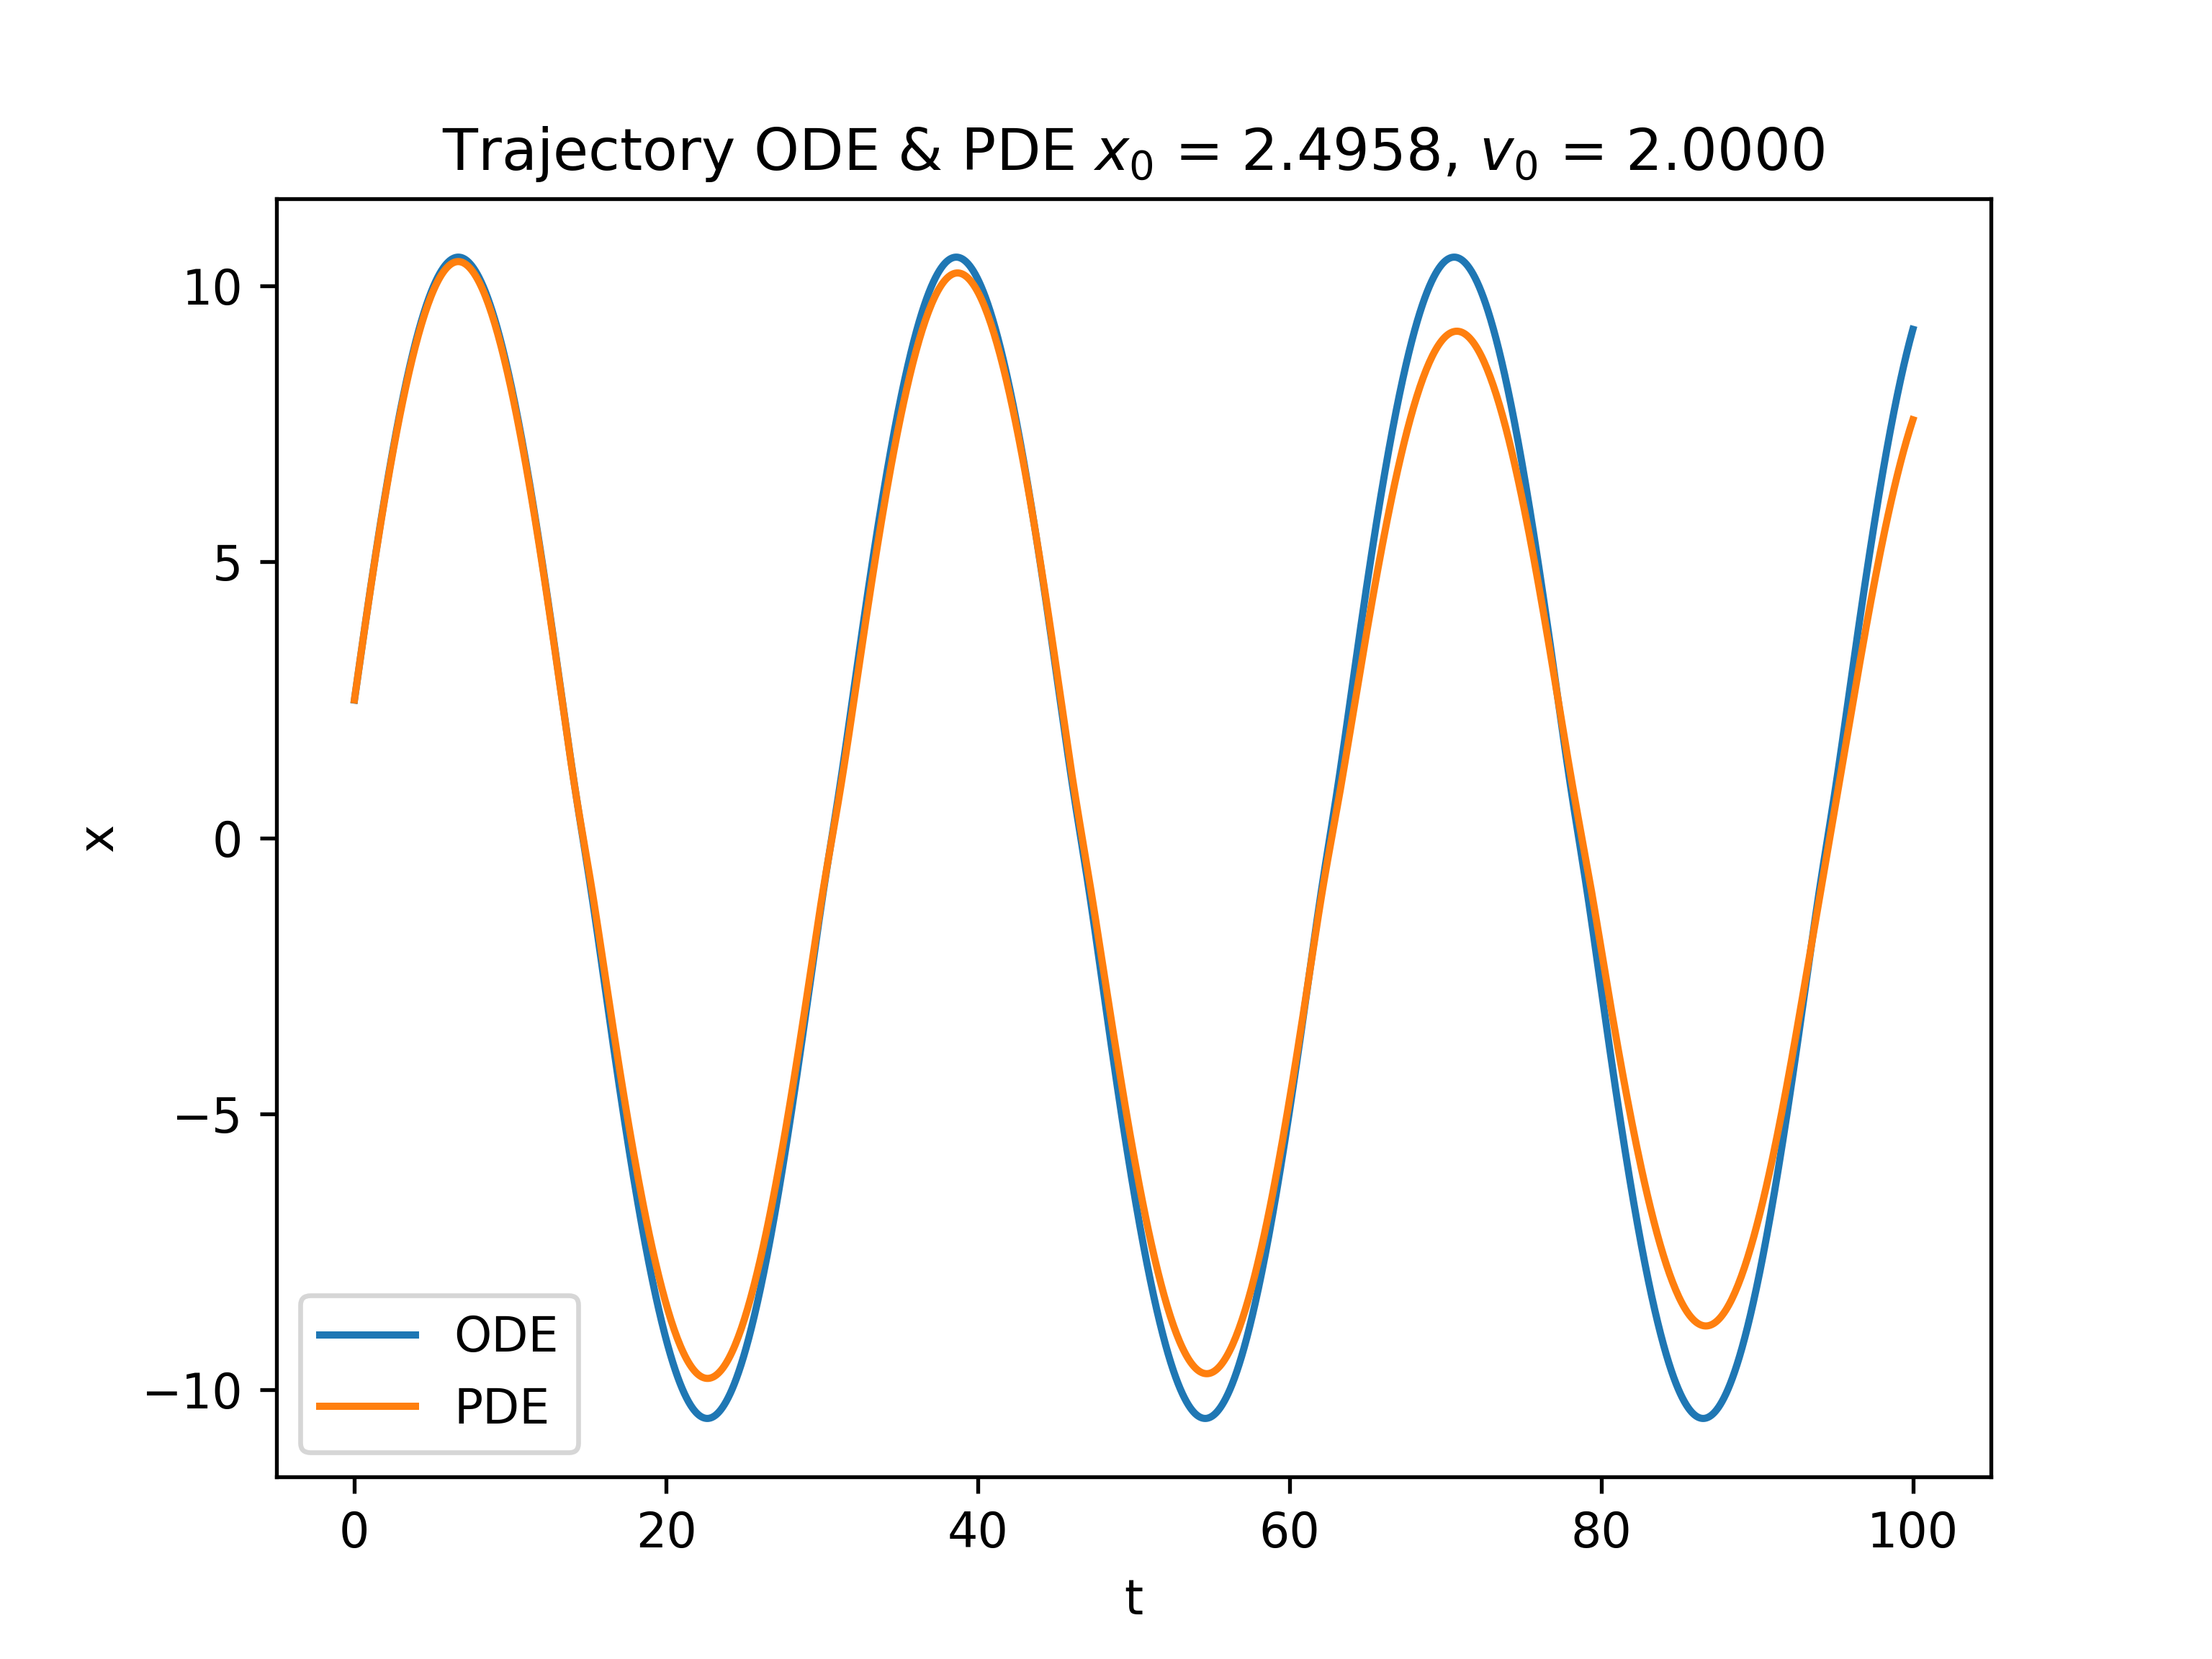 Trajectory ODE & PDE x₀ = 2.4958, v₀ = 2.0000
10
5
0
−5
−10
x
ODE
PDE
0 20 40 60 80 100
t